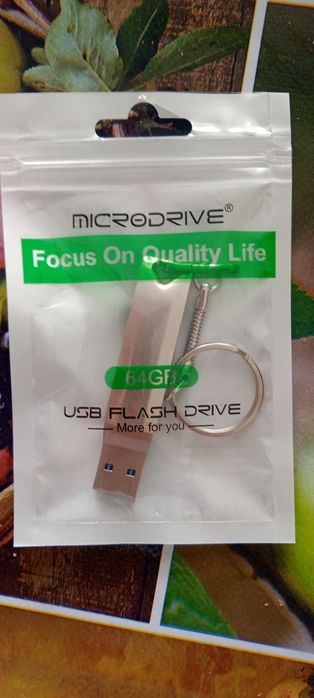 MICRODRIVE®
Focus On Quality Life
64GB
USB FLASH DRIVE
More for you